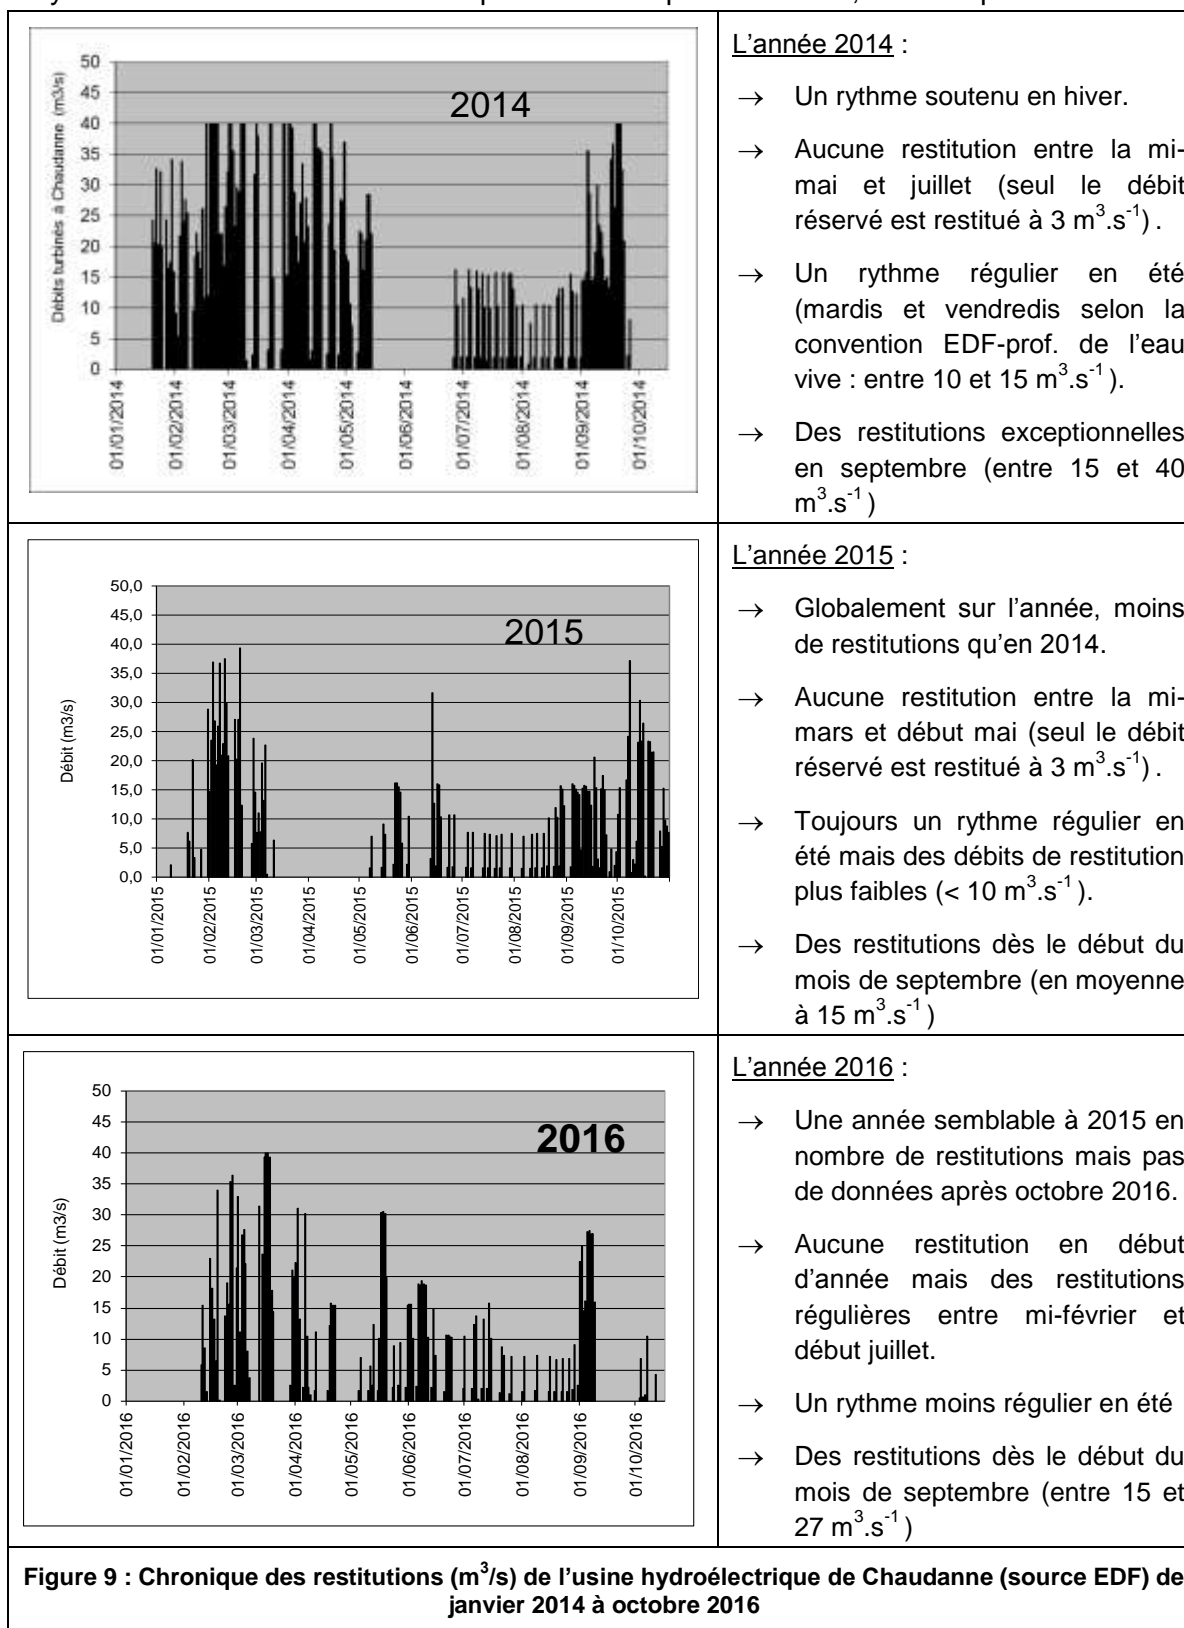 50
45
40
35
30
25
20
15
10
5
0
Débits turbinés à Chaudanne (m3/s)
2014
01/01/2014
01/02/2014
01/03/2014
01/04/2014
01/05/2014
01/06/2014
01/07/2014
01/08/2014
01/09/2014
01/10/2014
L'année 2014 :
→ Un rythme soutenu en hiver.
→ Aucune restitution entre la mi-
mai et juillet (seul le débit
réservé est restitué à 3 m³.s⁻¹) .
→ Un rythme régulier en été
(mardis et vendredis selon la
convention EDF-prof. de l'eau
vive : entre 10 et 15 m³.s⁻¹ ).
→ Des restitutions exceptionnelles
en septembre (entre 15 et 40
m³.s⁻¹ )
50,0
45,0
40,0
35,0
30,0
25,0
20,0
15,0
10,0
5,0
0,0
Débit (m3/s)
2015
01/01/2015
01/02/2015
01/03/2015
01/04/2015
01/05/2015
01/06/2015
01/07/2015
01/08/2015
01/09/2015
01/10/2015
L'année 2015 :
→ Globalement sur l'année, moins
de restitutions qu'en 2014.
→ Aucune restitution entre la mi-
mars et début mai (seul le débit
réservé est restitué à 3 m³.s⁻¹) .
→ Toujours un rythme régulier en
été mais des débits de restitution
plus faibles (< 10 m³.s⁻¹ ).
→ Des restitutions dès le début du
mois de septembre (en moyenne
à 15 m³.s⁻¹ )
50
45
40
35
30
25
20
15
10
5
0
Débit (m3/s)
2016
01/01/2016
01/02/2016
01/03/2016
01/04/2016
01/05/2016
01/06/2016
01/07/2016
01/08/2016
01/09/2016
01/10/2016
L'année 2016 :
→ Une année semblable à 2015 en
nombre de restitutions mais pas
de données après octobre 2016.
→ Aucune restitution en début
d'année mais des restitutions
régulières entre mi-février et
début juillet.
→ Un rythme moins régulier en été
→ Des restitutions dès le début du
mois de septembre (entre 15 et
27 m³.s⁻¹ )
Figure 9 : Chronique des restitutions (m³/s) de l'usine hydroélectrique de Chaudanne (source EDF) de
janvier 2014 à octobre 2016